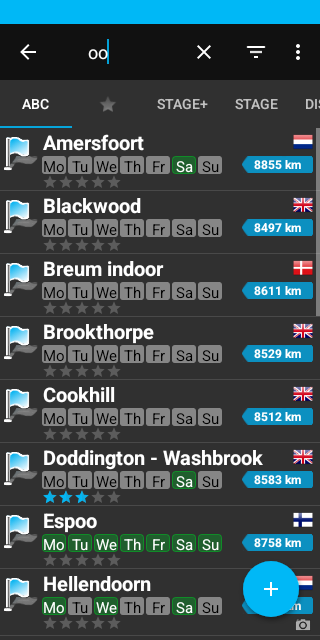 oo
ABC STAGE+ STAGE DI
Amersfoort
Mo Tu We Th Fr Sa Su 8855 km
Blackwood
Mo Tu We Th Fr Sa Su 8497 km
Breum indoor
Mo Tu We Th Fr Sa Su 8611 km
Brookthorpe
Mo Tu We Th Fr Sa Su 8529 km
Cookhill
Mo Tu We Th Fr Sa Su 8512 km
Doddington - Washbrook
Mo Tu We Th Fr Sa Su 8583 km
Espoo
Mo Tu We Th Fr Sa Su 8758 km
Hellendoorn
Mo Tu We Th Fr Sa Su